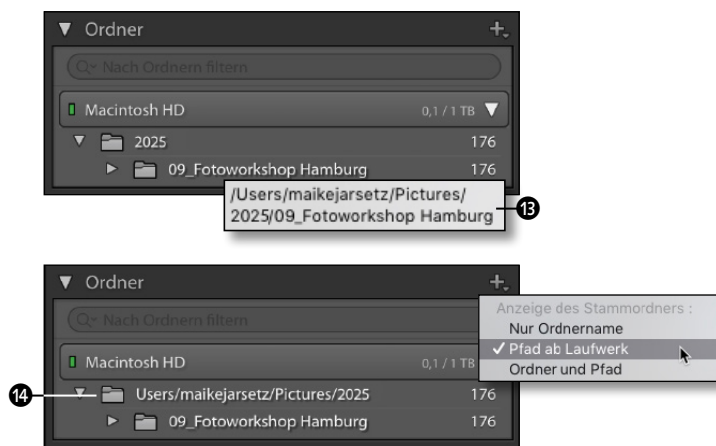 Ordner
Nach Ordnern filtern
Macintosh HD 0,1 / 1 TB
2025 176
09_Fotoworkshop Hamburg 176
/Users/maikejarsetz/Pictures/
2025/09_Fotoworkshop Hamburg
13
Ordner
Nach Ordnern filtern
Anzeige des Stammordners :
Nur Ordnername
✓ Pfad ab Laufwerk
Ordner und Pfad
Macintosh HD 0,1 / 1 TB
14
Users/maikejarsetz/Pictures/2025 176
09_Fotoworkshop Hamburg 176